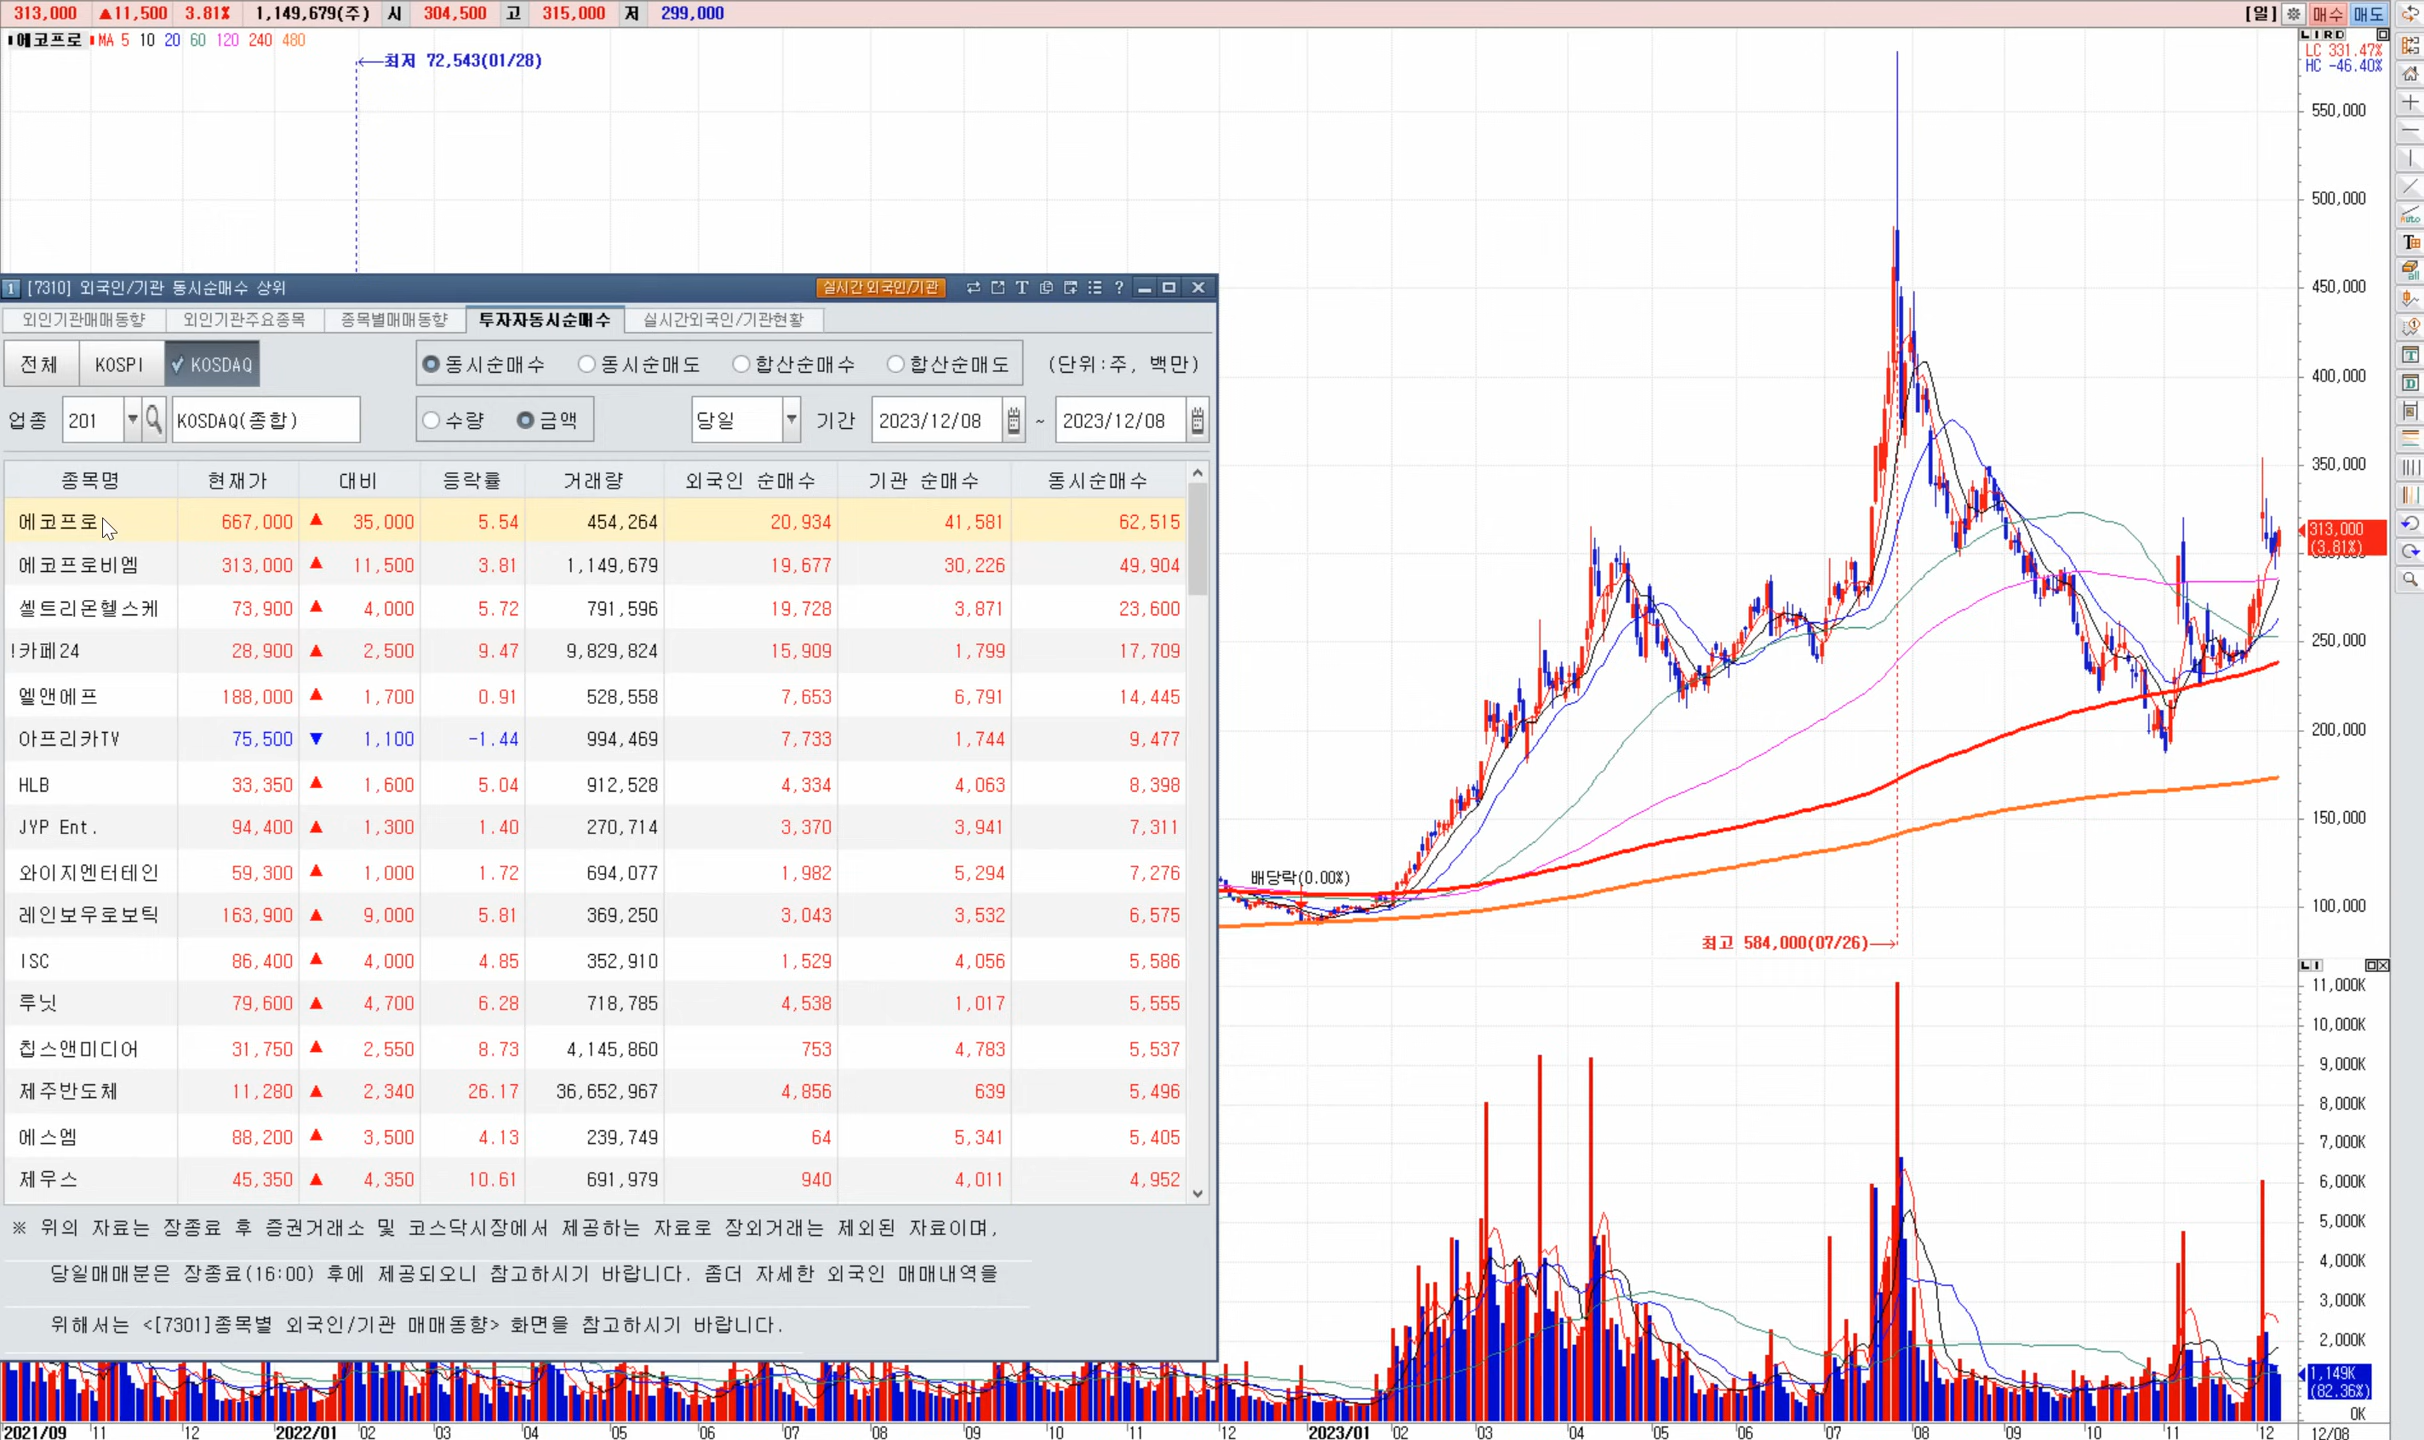 313,000 ▲11,500 3.81% 1,149,679(주) 시 304,500 고 315,000 저 299,000 [일] 매수 매도
에코프로 MA 5 10 20 60 120 240 480
LIRD
LC 331.47%
HC -46.40%
←최저 72,543(01/28)
550,000
500,000
450,000
400,000
350,000
313,000
(3.81%)
250,000
200,000
150,000
100,000
배당락(0.00%)
최고 584,000(07/26)→
1 [7310] 외국인/기관 동시순매수 상위 실시간 외국인/기관
외인기관매매동향 외인기관주요종목 종목별매매동향 투자자동시순매수 실시간외국인/기관현황
전체 KOSPI KOSDAQ 동시순매수 동시순매도 합산순매수 합산순매도 (단위:주, 백만)
업종 201 KOSDAQ(종합) 수량 금액 당일 기간 2023/12/08 ~ 2023/12/08
종목명 현재가 대비 등락률 거래량 외국인 순매수 기관 순매수 동시순매수
에코프로 667,000 ▲ 35,000 5.54 454,264 20,934 41,581 62,515
에코프로비엠 313,000 ▲ 11,500 3.81 1,149,679 19,677 30,226 49,904
셀트리온헬스케 73,900 ▲ 4,000 5.72 791,596 19,728 3,871 23,600
!카페24 28,900 ▲ 2,500 9.47 9,829,824 15,909 1,799 17,709
엘앤에프 188,000 ▲ 1,700 0.91 528,558 7,653 6,791 14,445
아프리카TV 75,500 ▼ 1,100 -1.44 994,469 7,733 1,744 9,477
HLB 33,350 ▲ 1,600 5.04 912,528 4,334 4,063 8,398
JYP Ent. 94,400 ▲ 1,300 1.40 270,714 3,370 3,941 7,311
와이지엔터테인 59,300 ▲ 1,000 1.72 694,077 1,982 5,294 7,276
레인보우로보틱 163,900 ▲ 9,000 5.81 369,250 3,043 3,532 6,575
ISC 86,400 ▲ 4,000 4.85 352,910 1,529 4,056 5,586
루닛 79,600 ▲ 4,700 6.28 718,785 4,538 1,017 5,555
칩스앤미디어 31,750 ▲ 2,550 8.73 4,145,860 753 4,783 5,537
제주반도체 11,280 ▲ 2,340 26.17 36,652,967 4,856 639 5,496
에스엠 88,200 ▲ 3,500 4.13 239,749 64 5,341 5,405
제우스 45,350 ▲ 4,350 10.61 691,979 940 4,011 4,952
※ 위의 자료는 장종료 후 증권거래소 및 코스닥시장에서 제공하는 자료로 장외거래는 제외된 자료이며,
당일매매분은 장종료(16:00) 후에 제공되오니 참고하시기 바랍니다. 좀더 자세한 외국인 매매내역을
위해서는 <[7301]종목별 외국인/기관 매매동향> 화면을 참고하시기 바랍니다.
LI
11,000K
10,000K
9,000K
8,000K
7,000K
6,000K
5,000K
4,000K
3,000K
2,000K
1,149K
(82.36%)
0K
2021/09 11 12 2022/01 02 03 04 05 06 07 08 09 10 11 12 2023/01 02 03 04 05 06 07 08 09 10 11 12 12/08